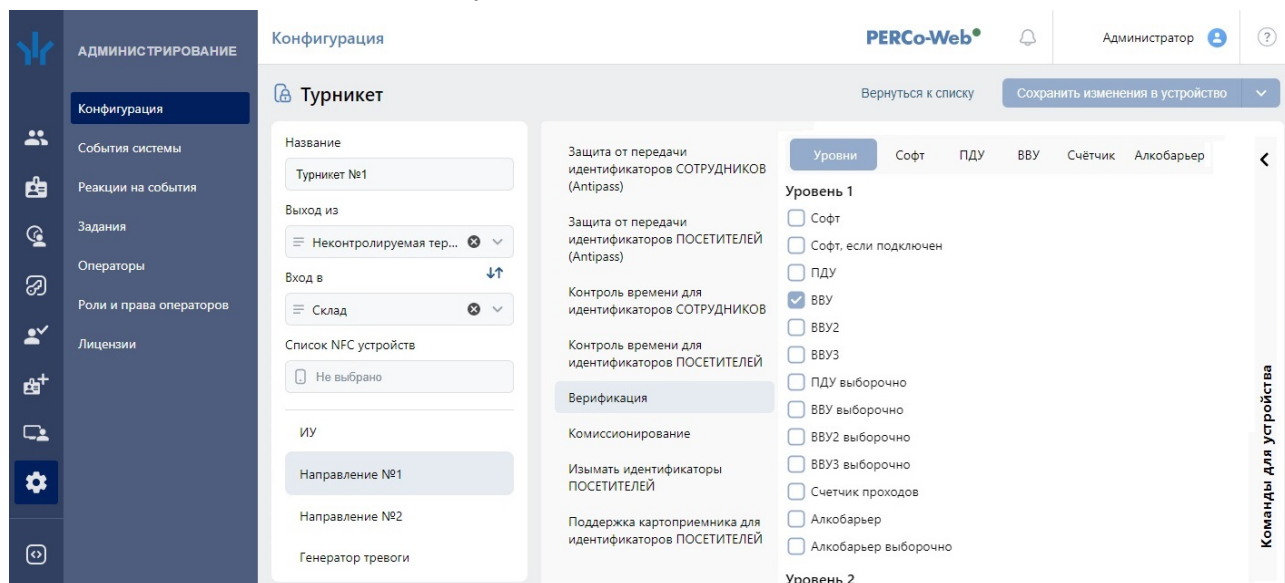 АДМИНИСТРИРОВАНИЕ
Конфигурация
События системы
Реакции на события
Задания
Операторы
Роли и права операторов
Лицензии
Конфигурация
PERCo-Web
Администратор
?
Турникет
Вернуться к списку
Сохранить изменения в устройство
Название
Турникет №1
Выход из
Неконтролируемая тер...
Вход в
Склад
Список NFC устройств
Не выбрано
ИУ
Направление №1
Направление №2
Генератор тревоги
Защита от передачи
идентификаторов СОТРУДНИКОВ
(Antipass)
Защита от передачи
идентификаторов ПОСЕТИТЕЛЕЙ
(Antipass)
Контроль времени для
идентификаторов СОТРУДНИКОВ
Контроль времени для
идентификаторов ПОСЕТИТЕЛЕЙ
Верификация
Комиссионирование
Изымать идентификаторы
ПОСЕТИТЕЛЕЙ
Поддержка картоприемника для
идентификаторов ПОСЕТИТЕЛЕЙ
Уровни
Софт
ПДУ
ВВУ
Счётчик
Алкобарьер
Уровень 1
Софт
Софт, если подключен
ПДУ
ВВУ
ВВУ2
ВВУ3
ПДУ выборочно
ВВУ выборочно
ВВУ2 выборочно
ВВУ3 выборочно
Счетчик проходов
Алкобарьер
Алкобарьер выборочно
Уровень 2
Команды для устройства